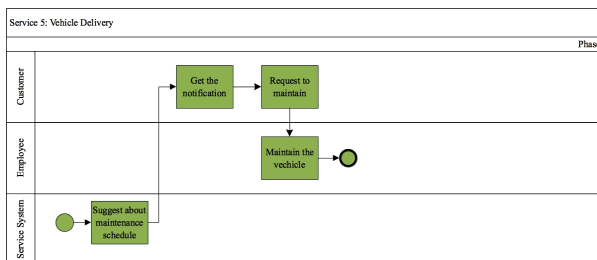 Service 5: Vehicle Delivery
Phase
Customer
Get the
notification
Request to
maintain
Employee
Maintain the
vechicle
Service System
Suggest about
maintenance
schedule